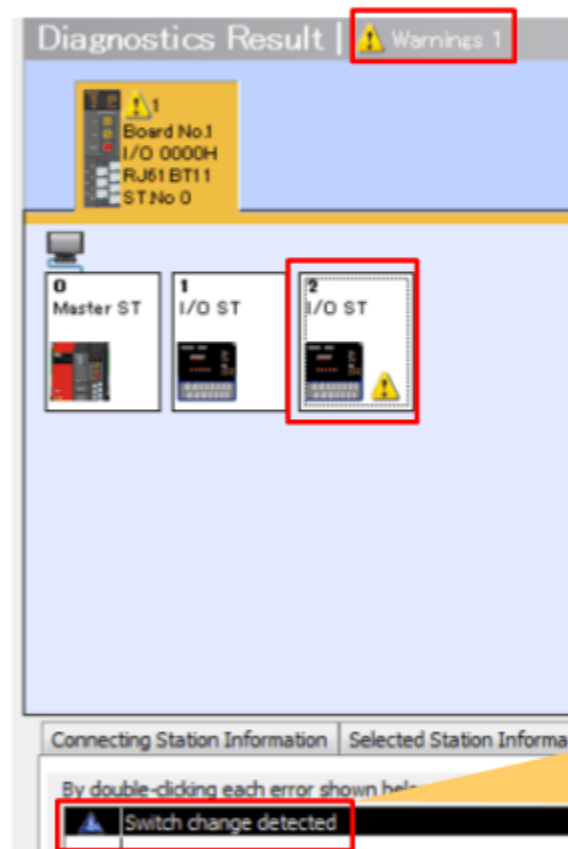 Diagnostics Result | Warnings 1
1
Board No.1
I/O 0000H
RJ61BT11
ST.No 0
0
Master ST
1
I/O ST
2
I/O ST
Connecting Station Information
Selected Station Informa
By double-clicking each error shown
Switch change detected